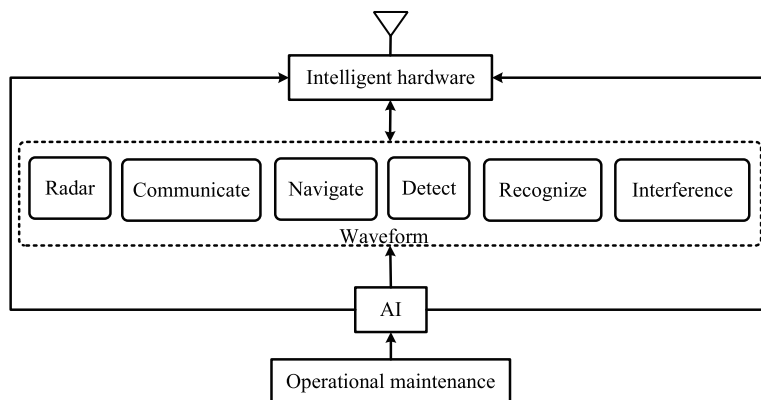 Intelligent hardware
Radar
Communicate
Navigate
Detect
Recognize
Interference
Waveform
AI
Operational maintenance